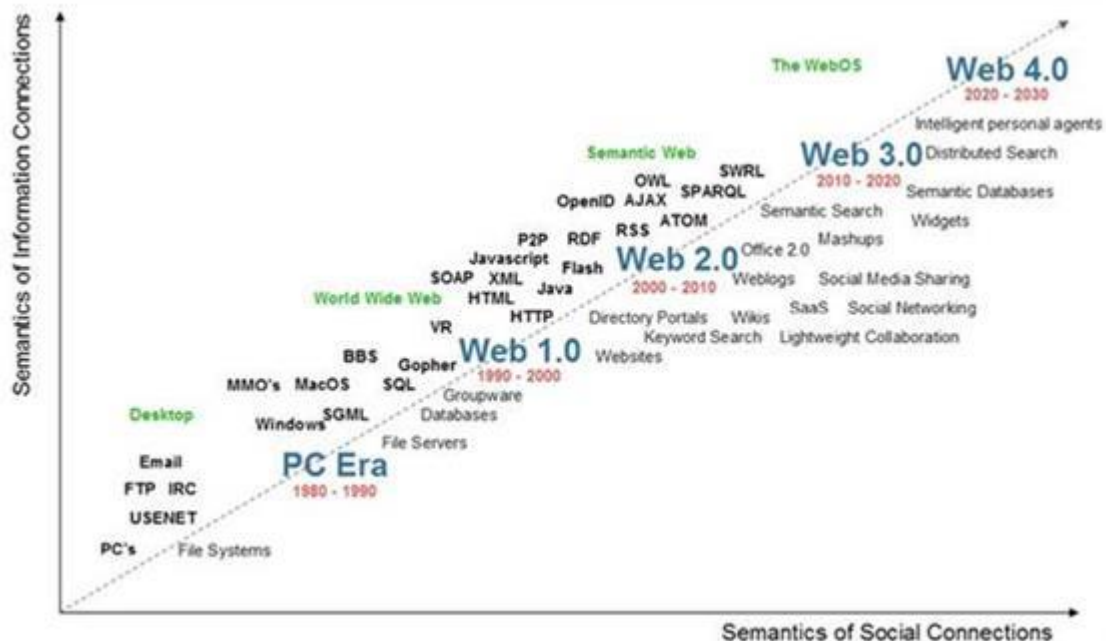 Semantics of Information Connections
The WebOS
Web 4.0
2020 - 2030
Intelligent personal agents
Semantic Web
Web 3.0
Distributed Search
2010 - 2020
SWRL
OWL
SPARQL
Semantic Databases
OpenID
AJAX
Semantic Search
Widgets
ATOM
P2P
RDF
RSS
Office 2.0
Mashups
Javascript
Flash
Web 2.0
2000 - 2010
SOAP
XML
Java
Weblogs
Social Media Sharing
World Wide Web
HTML
HTTP
SaaS
Social Networking
Directory Portals
Wikis
VR
Keyword Search
Lightweight Collaboration
BBS
Gopher
Web 1.0
1990 - 2000
Websites
MMO's
MacOS
SQL
Groupware
Desktop
Windows
SGML
Databases
File Servers
Email
PC Era
1980 - 1990
FTP
IRC
USENET
PC's
File Systems
Semantics of Social Connections